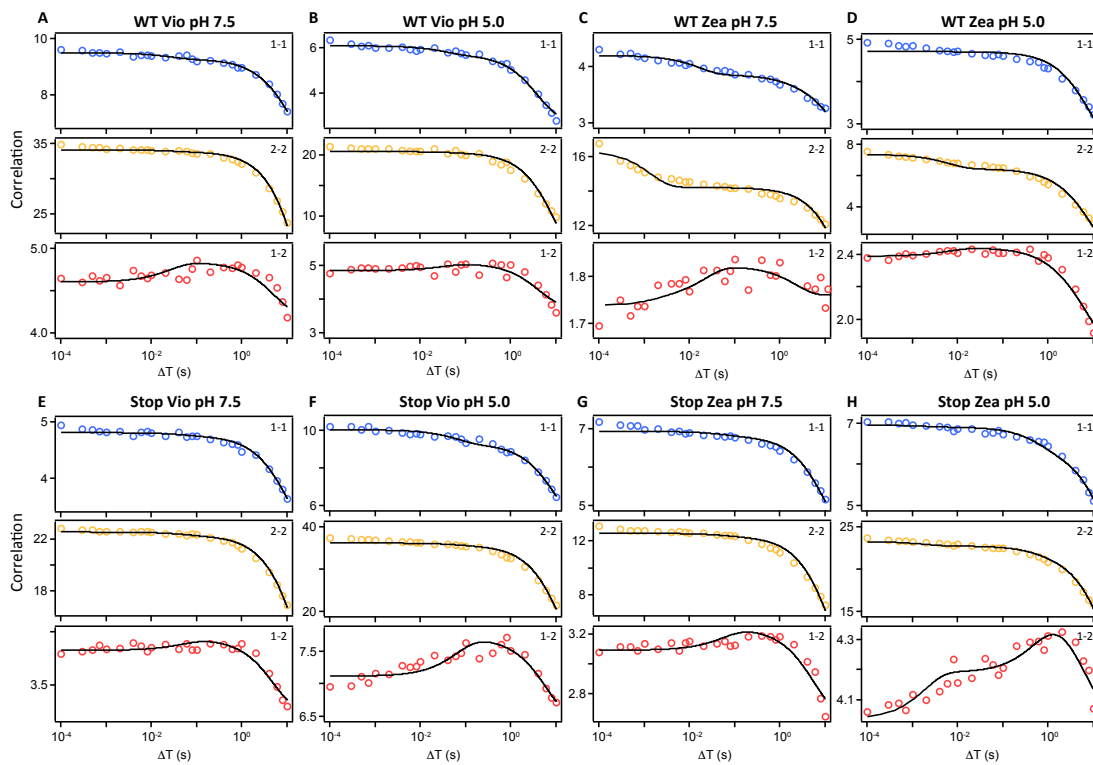 A WT Vio pH 7.5 B WT Vio pH 5.0 C WT Zea pH 7.5 D WT Zea pH 5.0
10 8 1-1
6 4 1-1
4 3 1-1
5 3 1-1
Correlation
35 25 2-2
20 10 2-2
16 14 12 2-2
8 6 4 2-2
5.0 4.0 1-2
5 3 1-2
1.8 1.7 1-2
2.4 2.0 1-2
10⁻⁴ 10⁻² 10⁰ 10⁻⁴ 10⁻² 10⁰ 10⁻⁴ 10⁻² 10⁰ 10⁻⁴ 10⁻² 10⁰
ΔT (s) ΔT (s) ΔT (s) ΔT (s)
E Stop Vio pH 7.5 F Stop Vio pH 5.0 G Stop Zea pH 7.5 H Stop Zea pH 5.0
5 4 1-1
10 6 1-1
7 5 1-1
7 5 1-1
Correlation
22 18 2-2
40 20 2-2
12 8 2-2
25 15 2-2
3.5 1-2
7.5 6.5 1-2
3.2 2.8 1-2
4.3 4.1 1-2
10⁻⁴ 10⁻² 10⁰ 10⁻⁴ 10⁻² 10⁰ 10⁻⁴ 10⁻² 10⁰ 10⁻⁴ 10⁻² 10⁰
ΔT (s) ΔT (s) ΔT (s) ΔT (s)